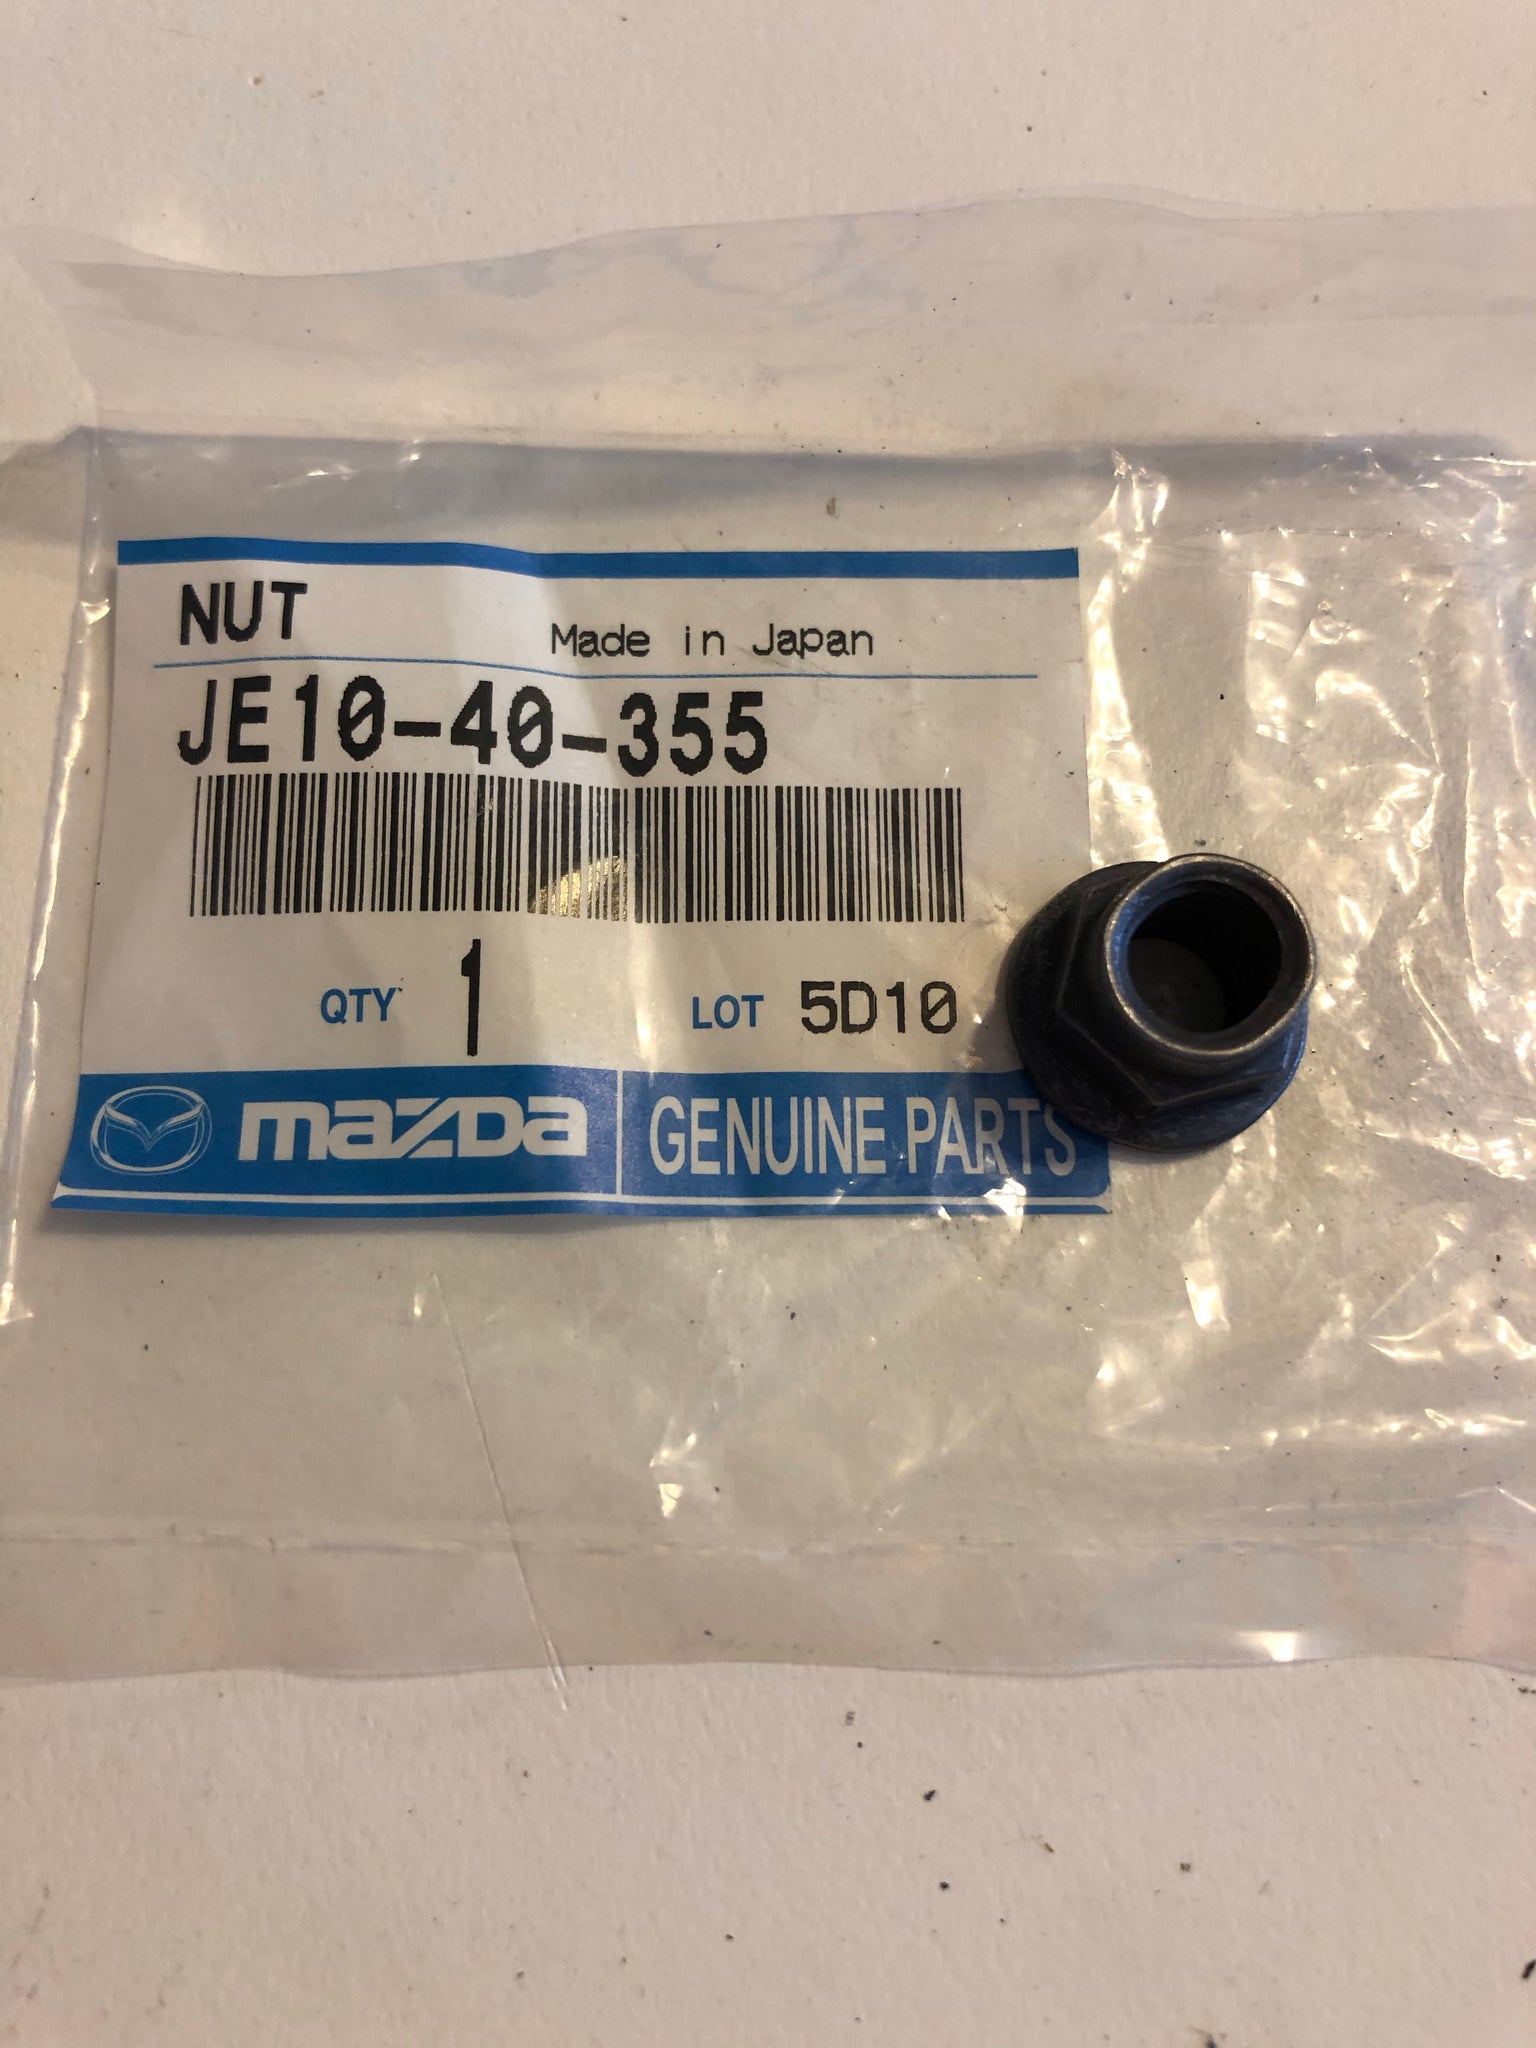 NUT
Made in Japan
JE10-40-355
QTY 1 LOT 5D10
mazda GENUINE PARTS